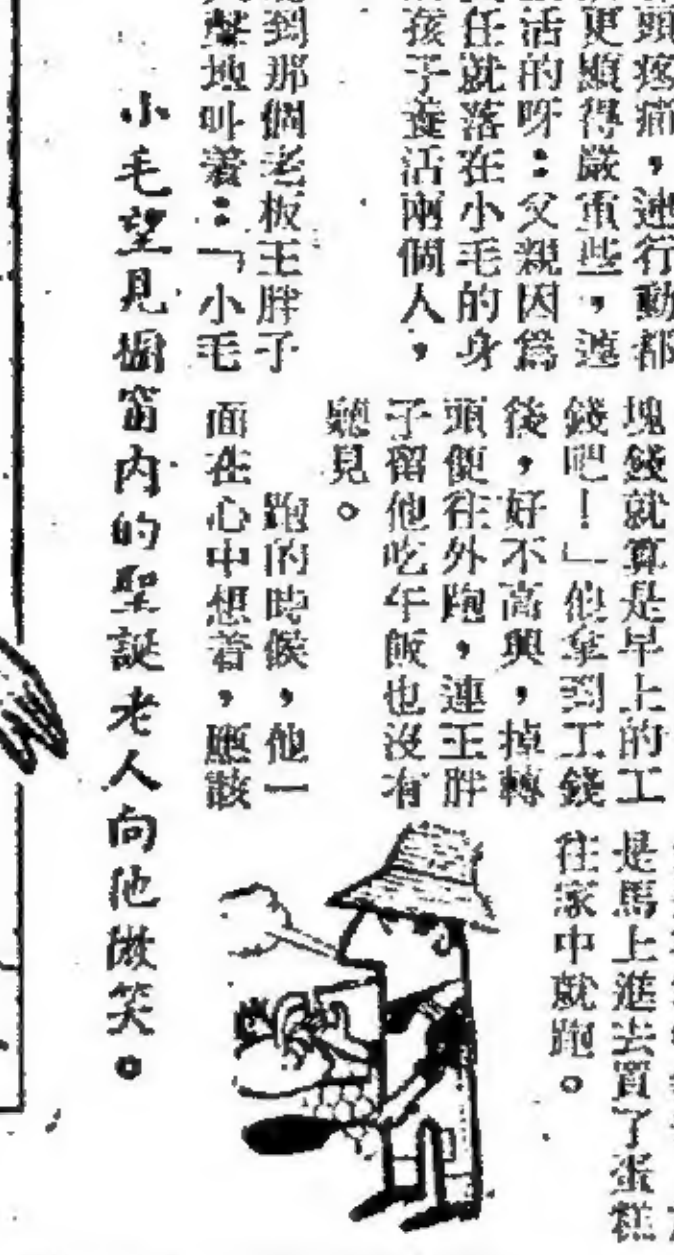 頭疼痛，連行動都
更顯得嚴重些，連
活的呀：父親因爲
任就落在小毛的身
孩子養活兩個人，
到那個老板王胖子
聲地叫着：「小毛
塊錢就算是早上的工
錢吧！」他拿到工錢
後，好不高興，掉轉
頭便往外跑，連王胖
子留他吃午飯也沒有
聽見。
跑的時候，他一
面在心中想着，應該
是馬上進去買了蛋糕
往家中就跑。
小毛望見櫥窗内的聖誕老人向他微笑。